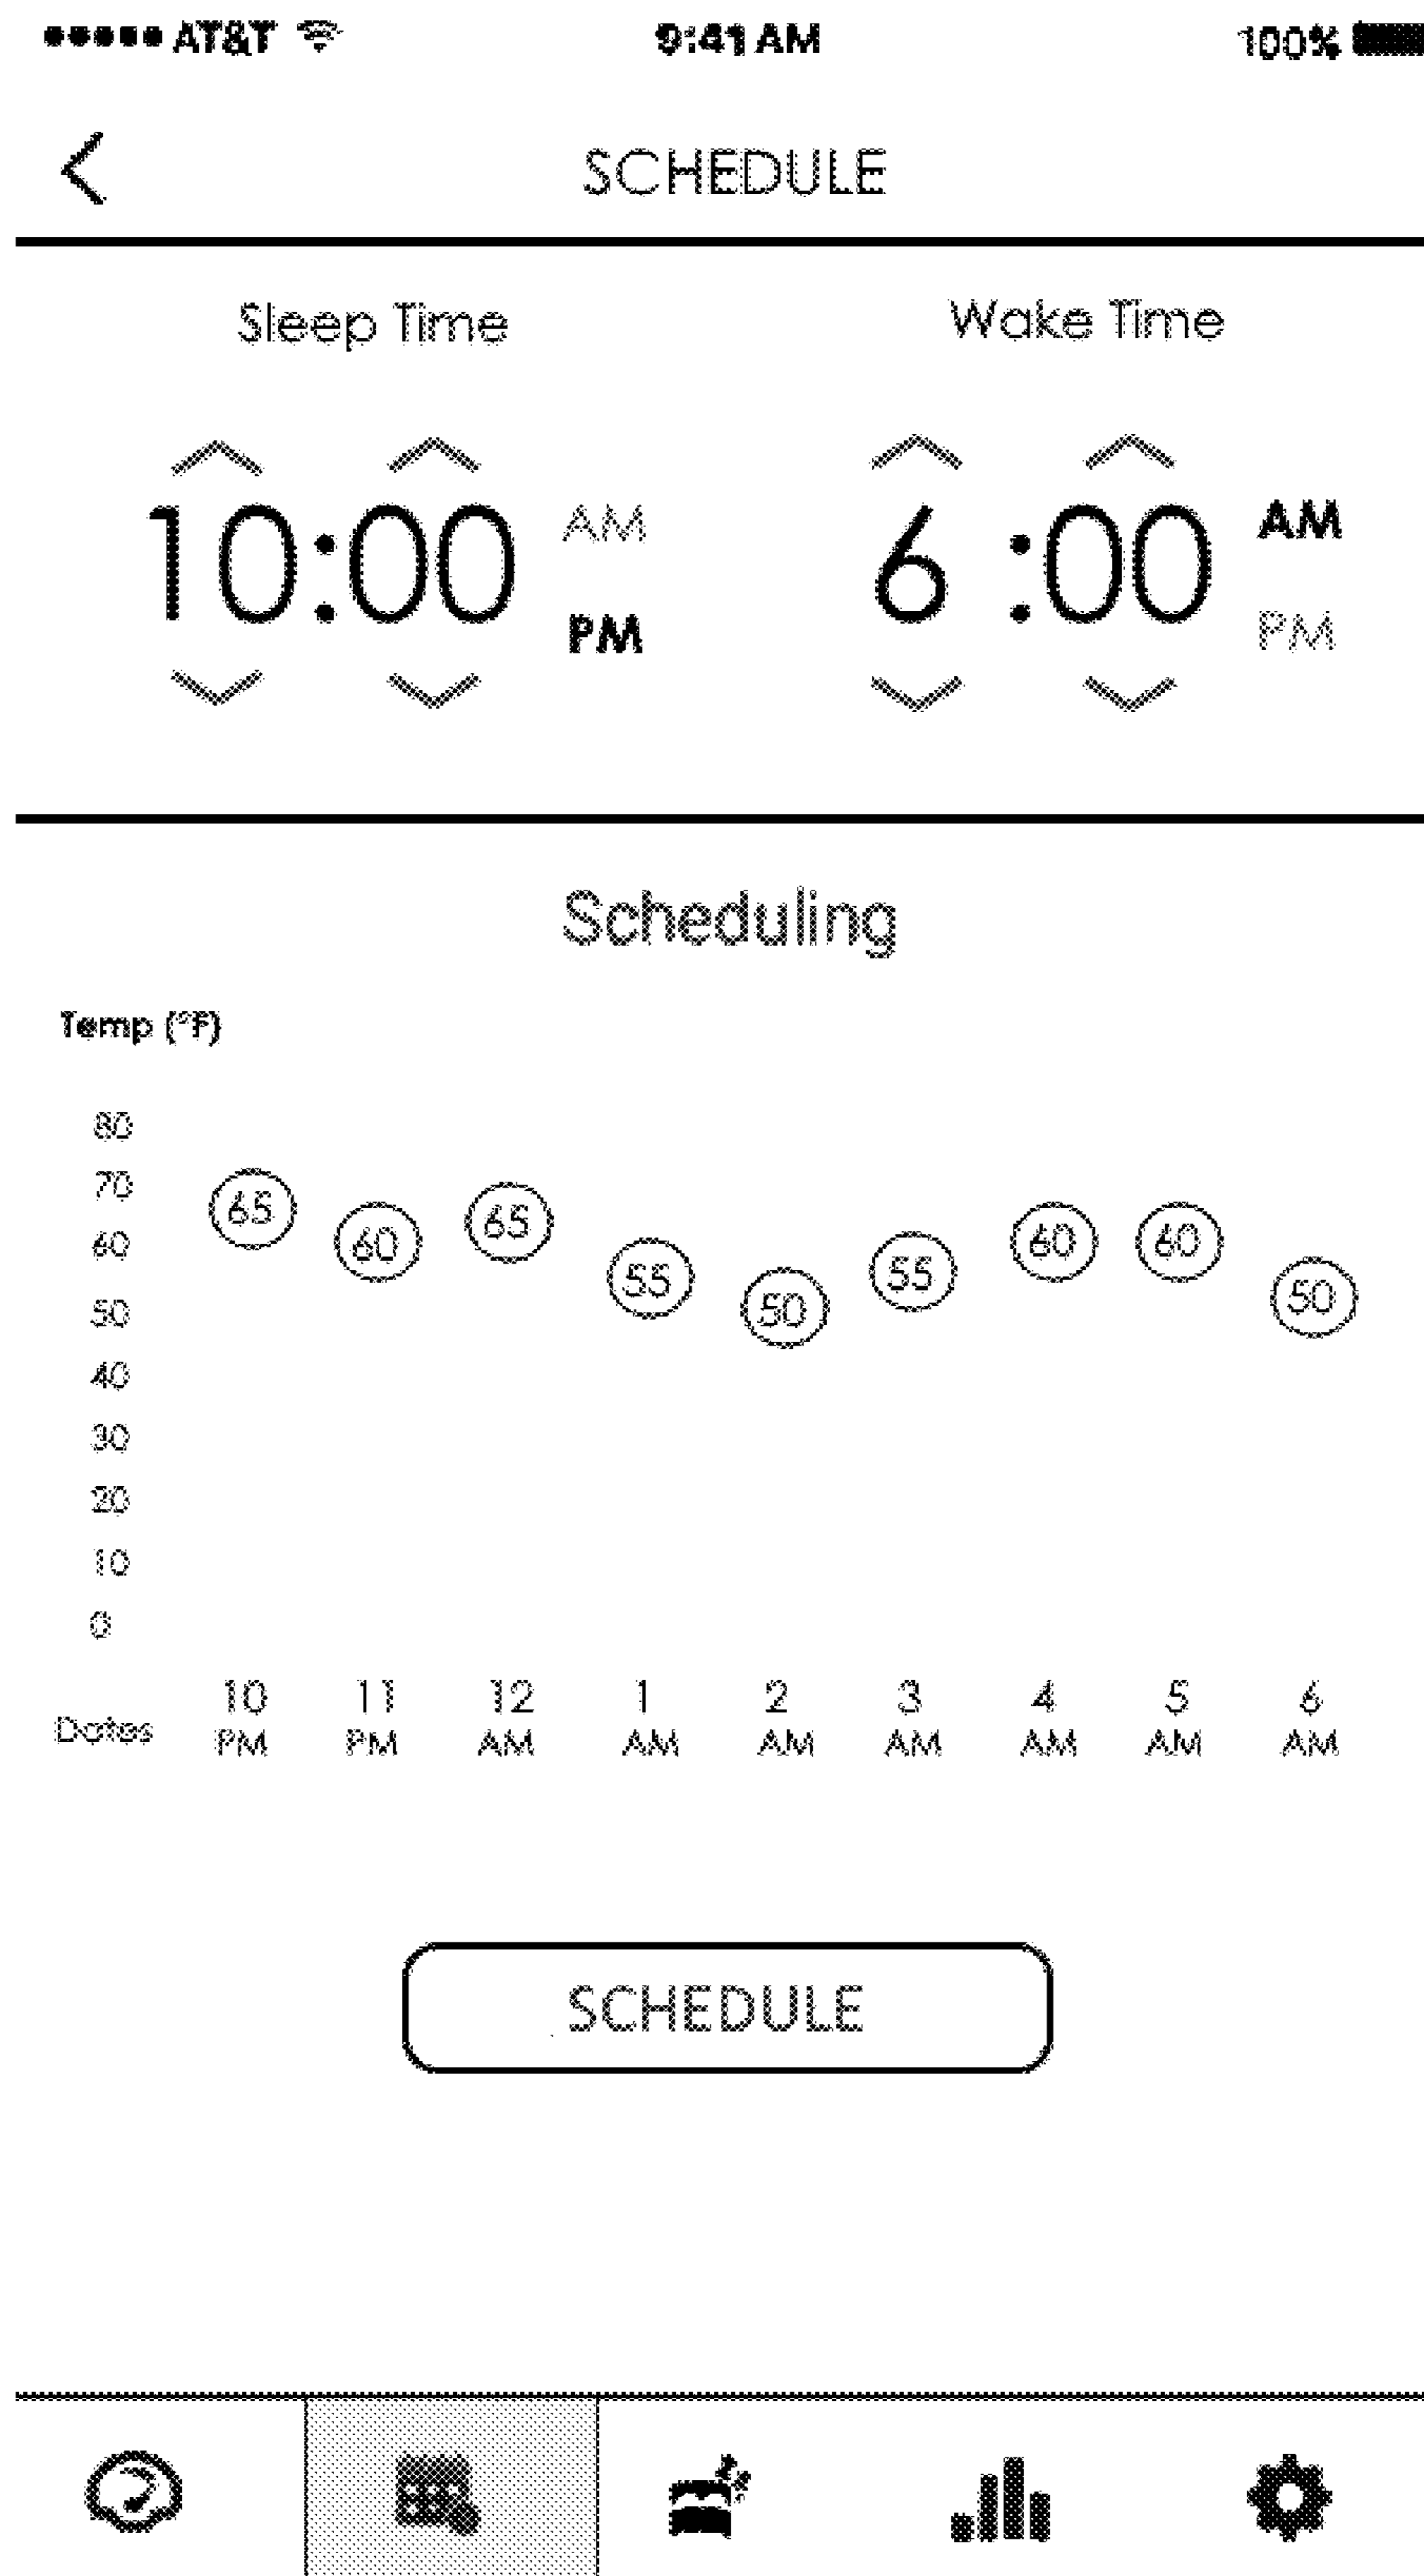 AT&T 9:41 AM 100%
SCHEDULE
Sleep Time Wake Time
10:00 AM PM 6:00 AM PM
Scheduling
Temp (°F)
80
70
60
50
40
30
20
10
0
65 60 65 55 50 55 60 60 50
10 11 12 1 2 3 4 5 6
Dates PM PM AM AM AM AM AM AM AM
SCHEDULE